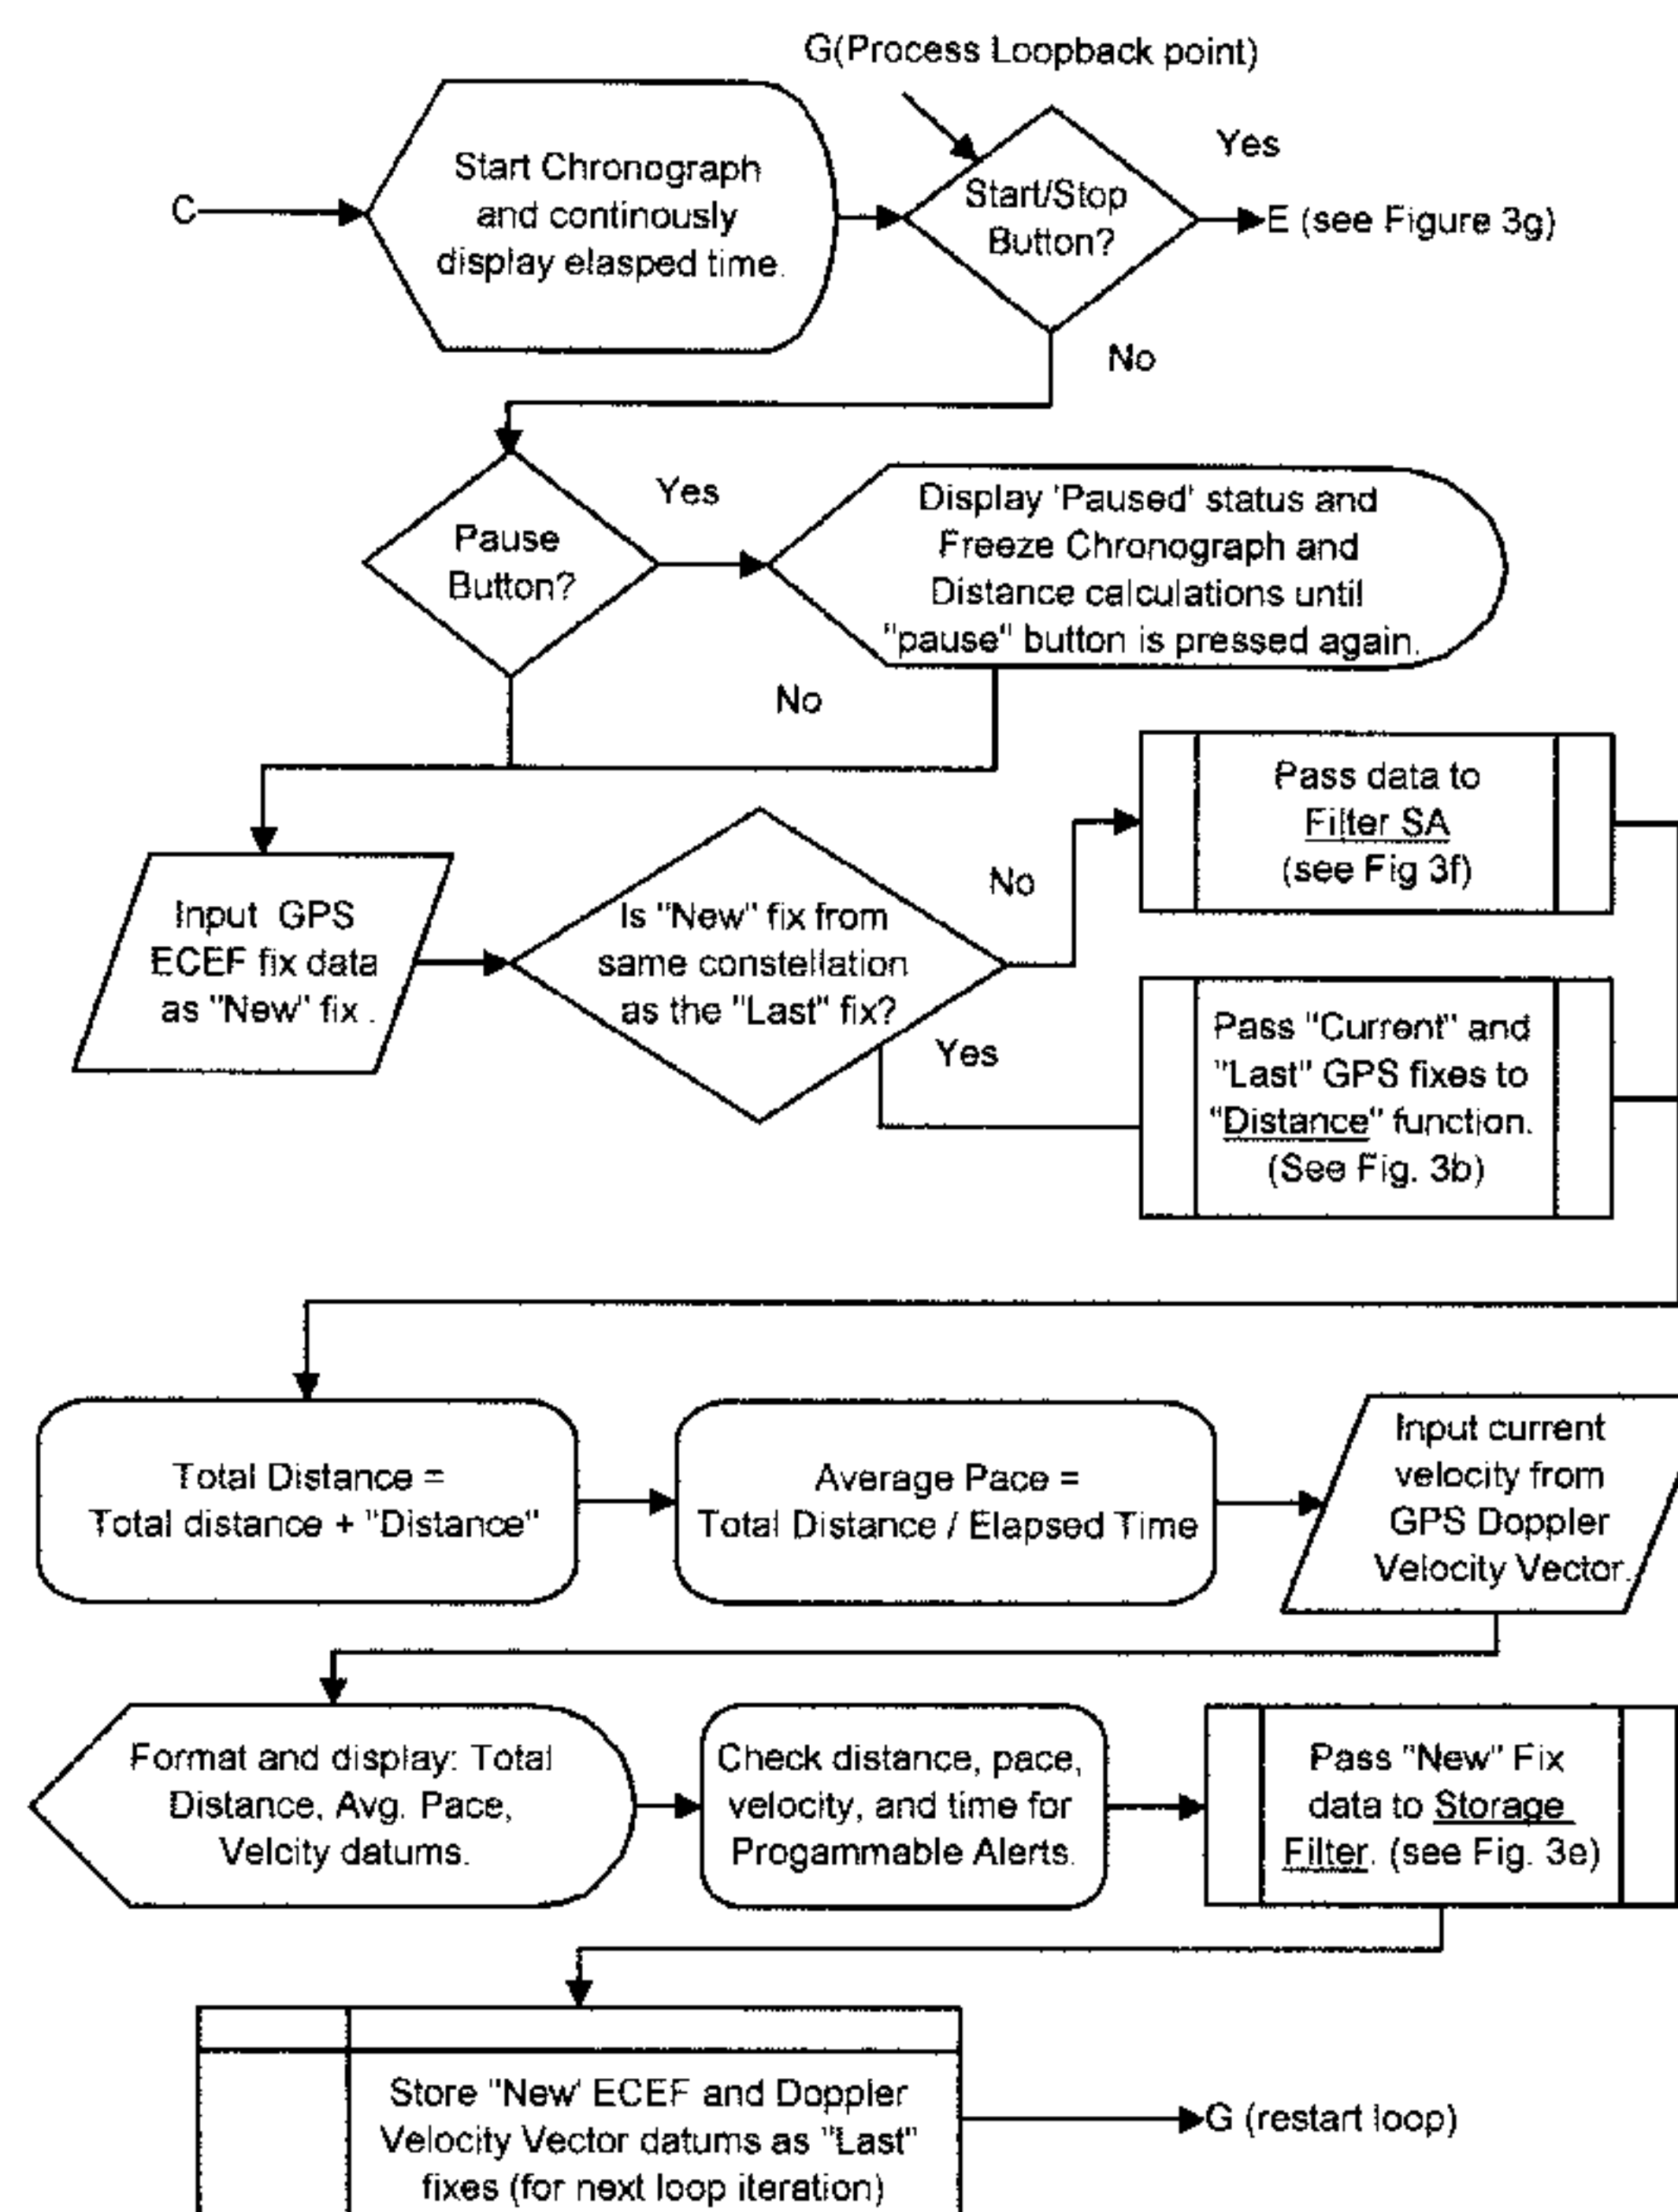 G(Process Loopback point)
Start Chronograph
and continously
display elasped time.
C
Start/Stop
Button?
Yes
E (see Figure 3g)
No
Pause
Button?
Yes
Display 'Paused' status and
Freeze Chronograph and
Distance calculations until
"pause" button is pressed again.
No
Input GPS
ECEF fix data
as "New" fix .
Is "New" fix from
same constellation
as the "Last" fix?
No
Pass data to
Filter SA
(see Fig 3f)
Yes
Pass "Current" and
"Last" GPS fixes to
"Distance" function.
(See Fig. 3b)
Total Distance =
Total distance + "Distance"
Average Pace =
Total Distance / Elapsed Time
Input current
velocity from
GPS Doppler
Velocity Vector.
Format and display: Total
Distance, Avg. Pace,
Velcity datums.
Check distance, pace,
velocity, and time for
Progammable Alerts.
Pass "New" Fix
data to Storage
Filter. (see Fig. 3e)
Store "New' ECEF and Doppler
Velocity Vector datums as "Last"
fixes (for next loop iteration)
G (restart loop)